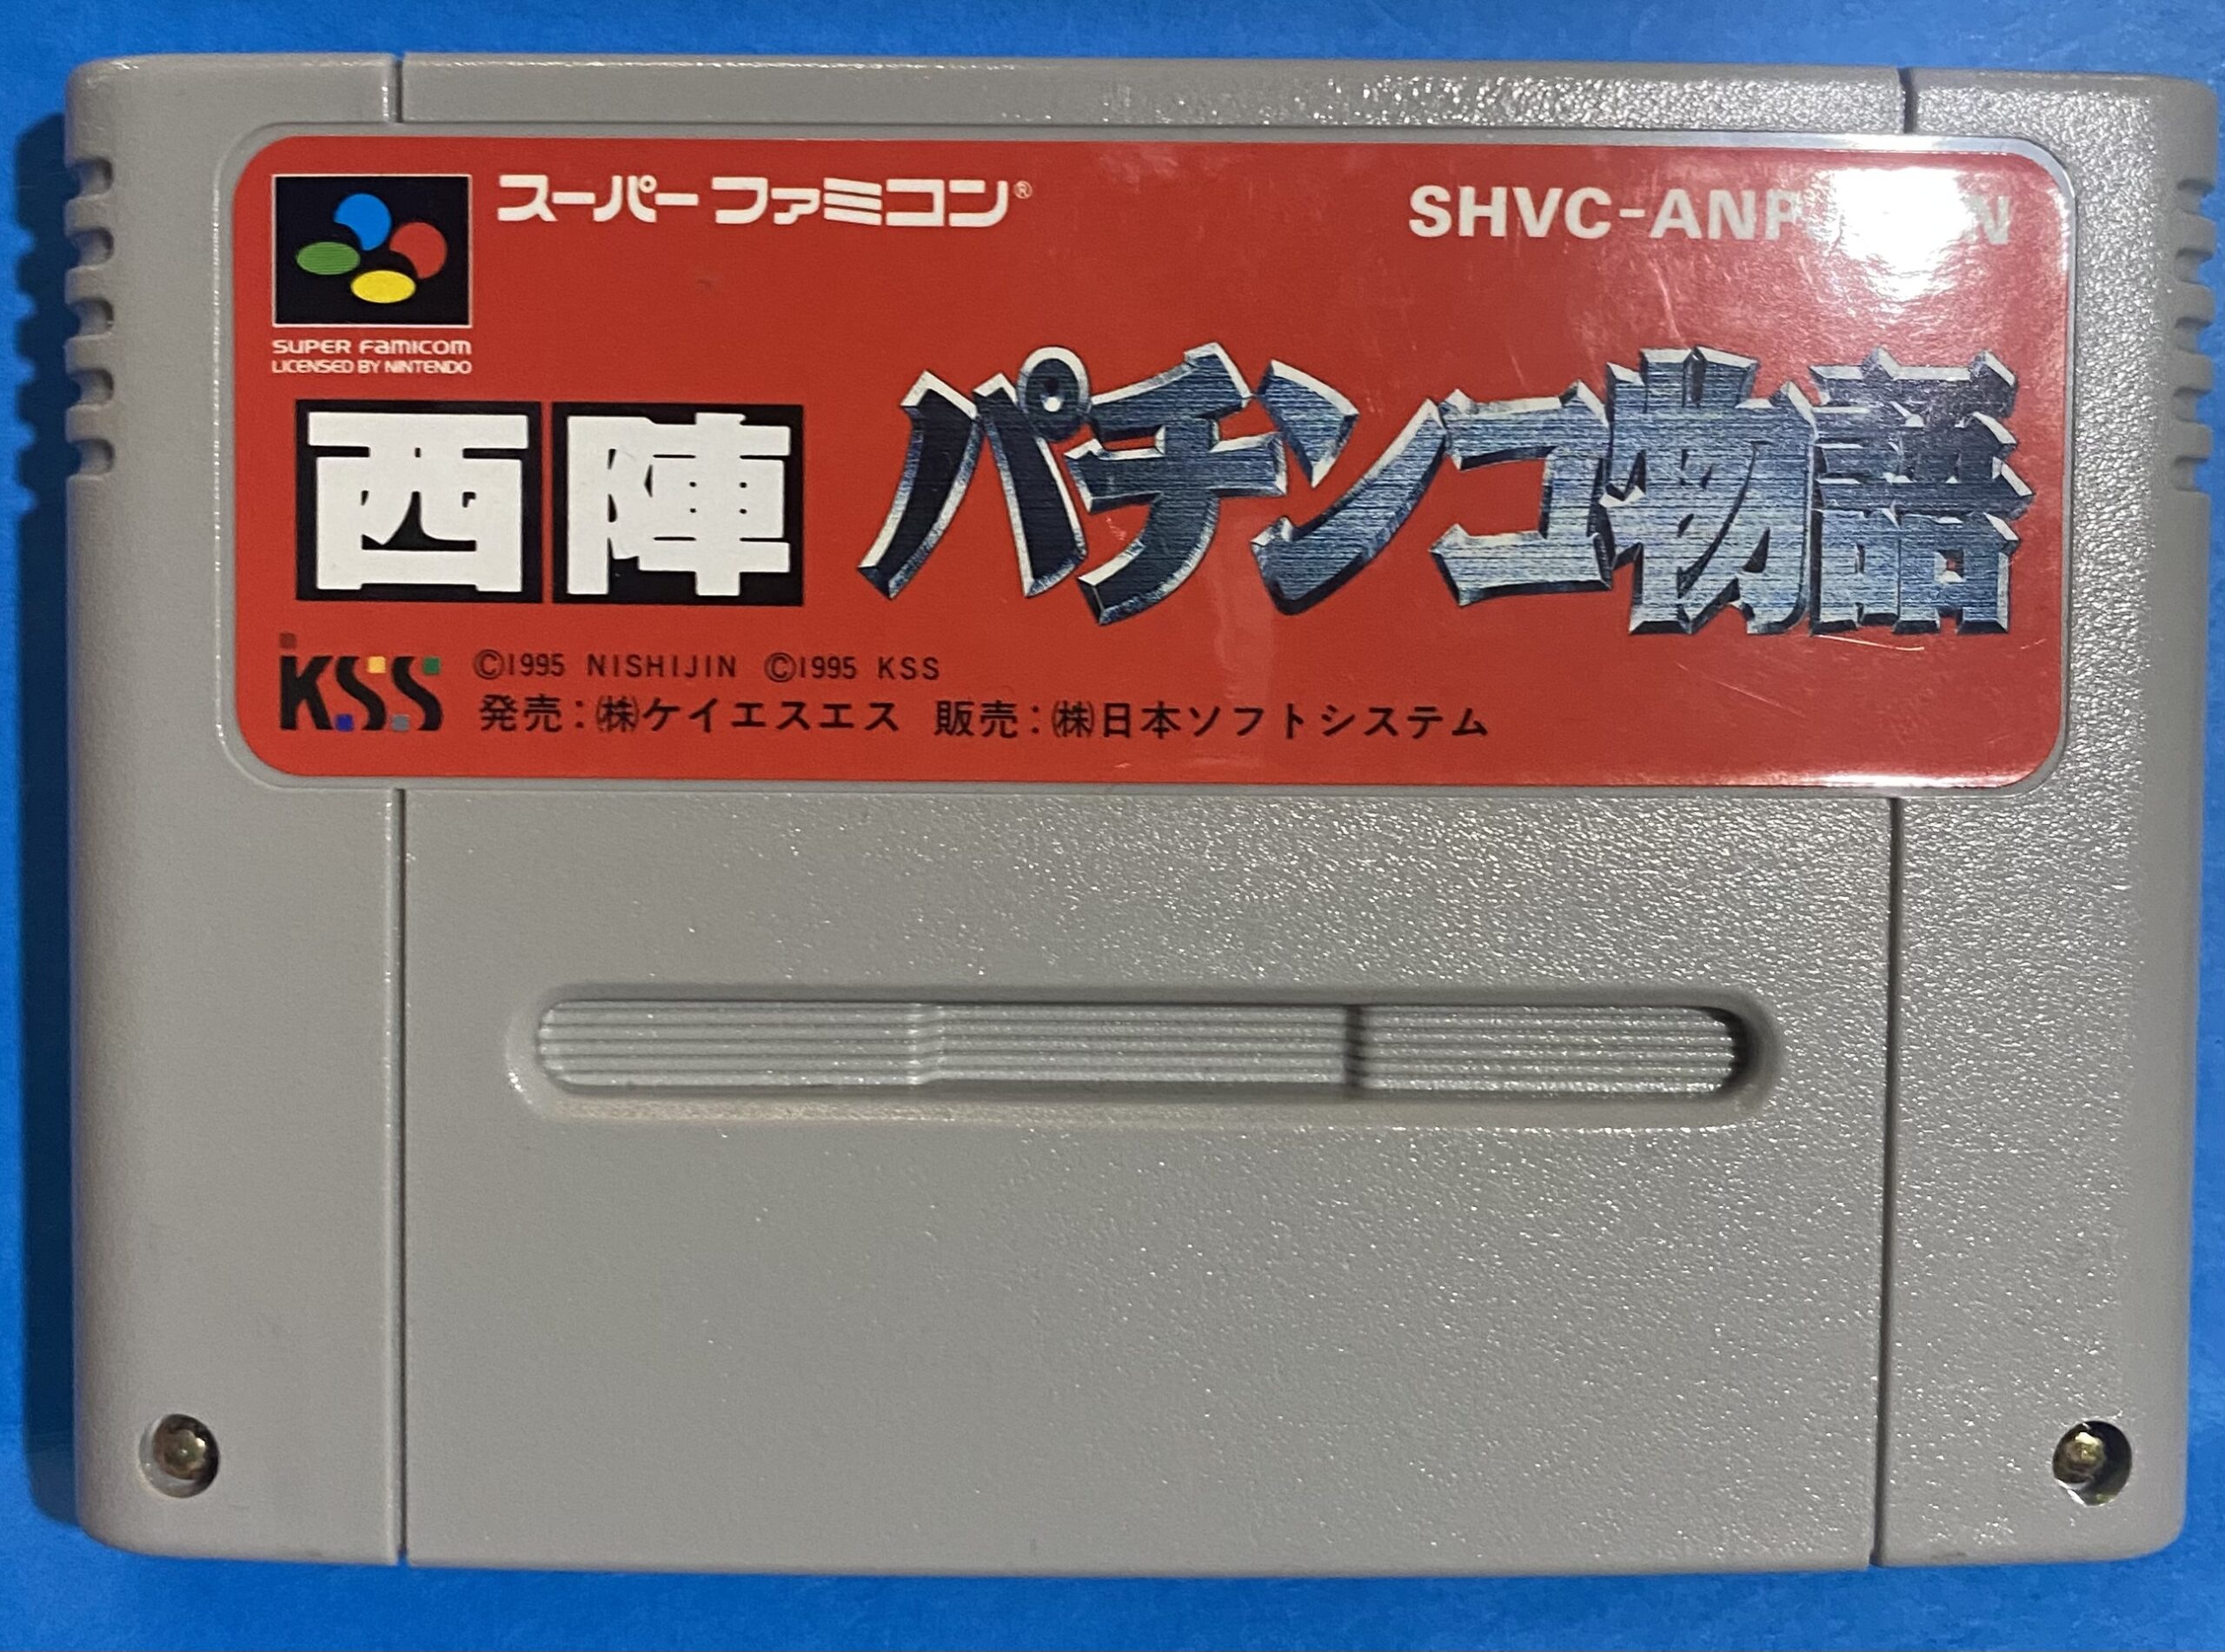 スーパーファミコン®
SUPER FAMICOM
LICENSED BY NINTENDO
西陣 パチンコ物語
KSS
©1995 NISHIJIN ©1995 KSS
発売：㈱ケイエスエス 販売：㈱日本ソフトシステム